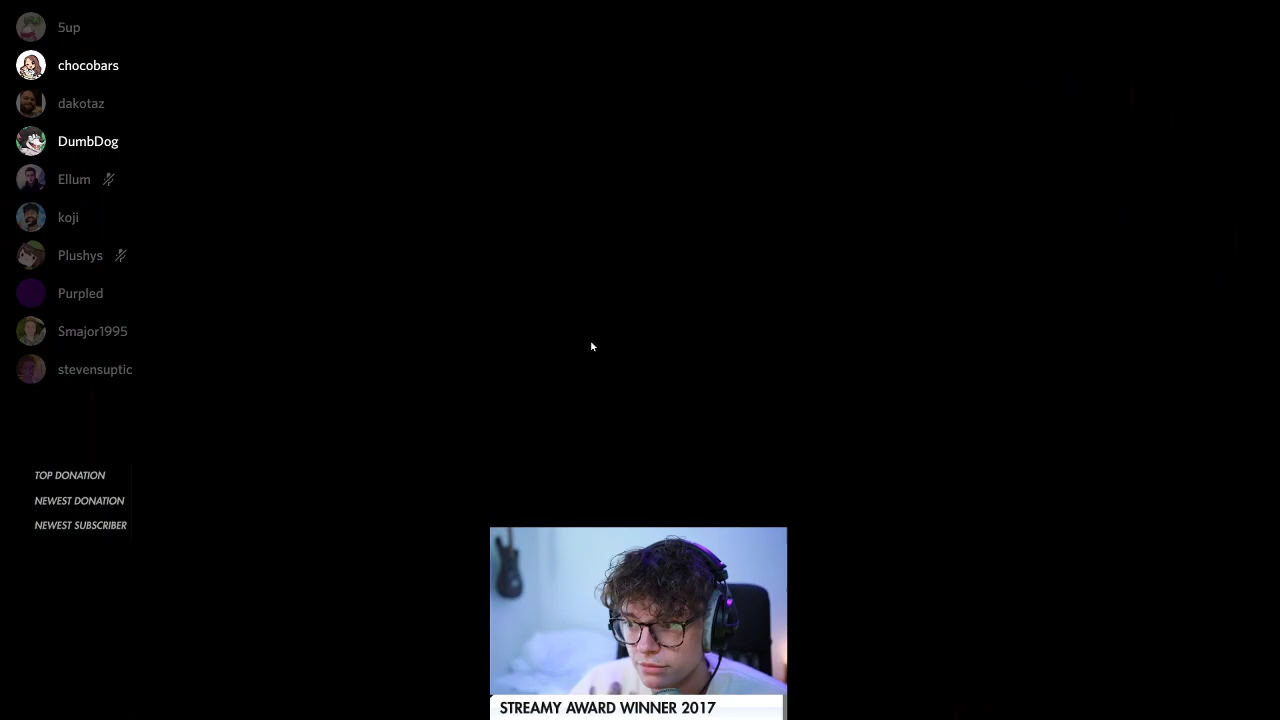 5up
chocobars
dakotaz
DumbDog
Ellum
koji
Plushys
Purpled
Smajor1995
stevensuptic
TOP DONATION
NEWEST DONATION
NEWEST SUBSCRIBER
STREAMY AWARD WINNER 2017